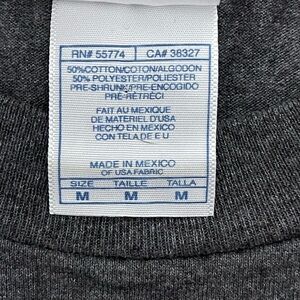 RN# 55774 CA# 36327
50%COTTON/COTON/ALGODON
50% POLYESTER/POLIESTER
PRE-SHRUNK/PRE-ENCOGIDO
PRÉ-RÉTRÉCI
FAIT AU MEXIQUE
DE MATERIEL D'USA
HECHO EN MEXICO
CON TELA DE E U
MADE IN MEXICO
OF USA FABRIC
SIZE TAILLE TALLA
M M M